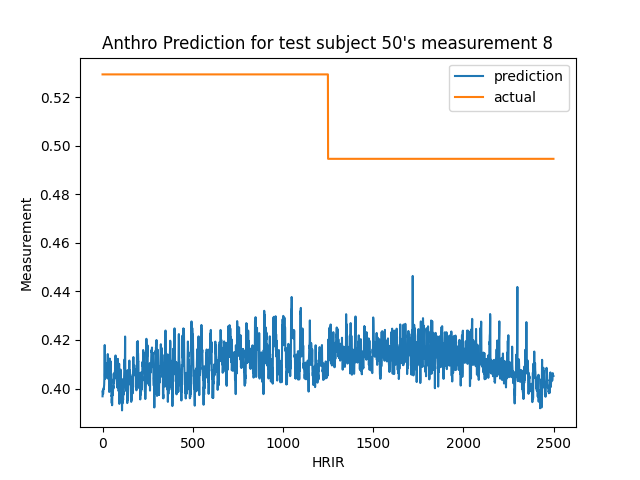 Anthro Prediction for test subject 50's measurement 8
prediction
actual
0.52
0.50
0.48
0.46
0.44
0.42
0.40
Measurement
0
500
1000
1500
2000
2500
HRIR